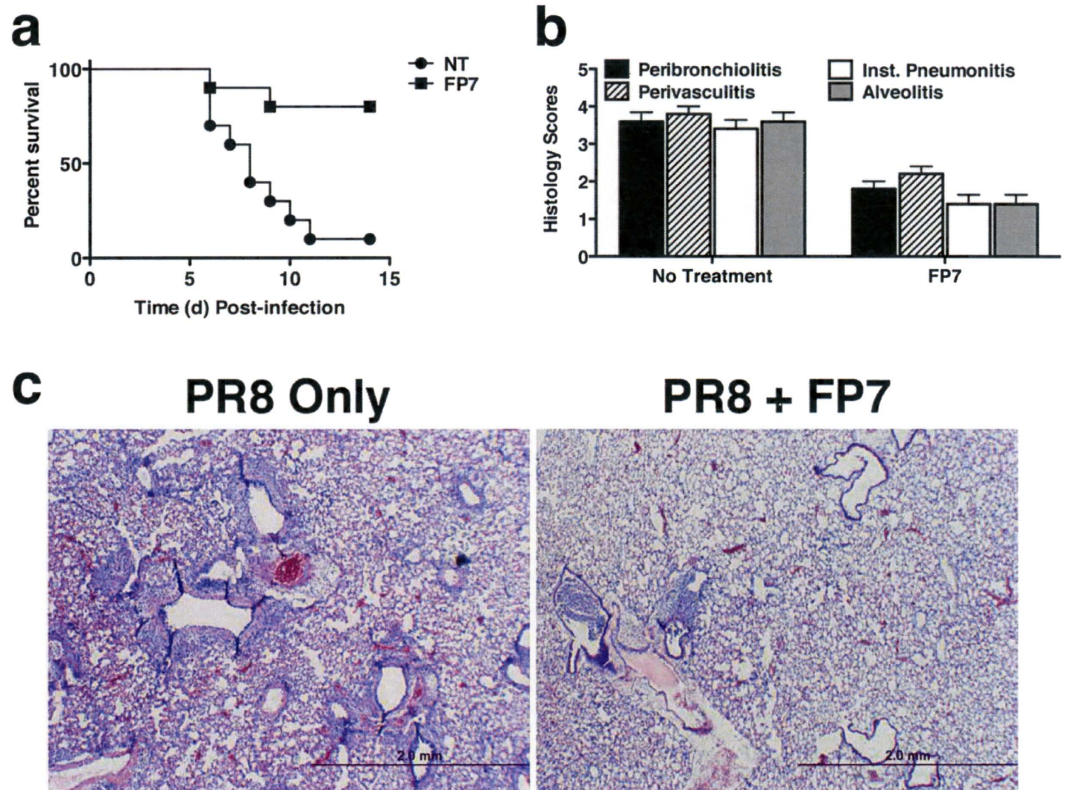 a
Percent survival
100
50
0
0 5 10 15
Time (d) Post-infection
NT
FP7
b
Histology Scores
5
4
3
2
1
0
Peribronchiolitis
Perivasculitis
Inst. Pneumonitis
Alveolitis
No Treatment FP7
c
PR8 Only
PR8 + FP7
2.0 mm
2.0 mm